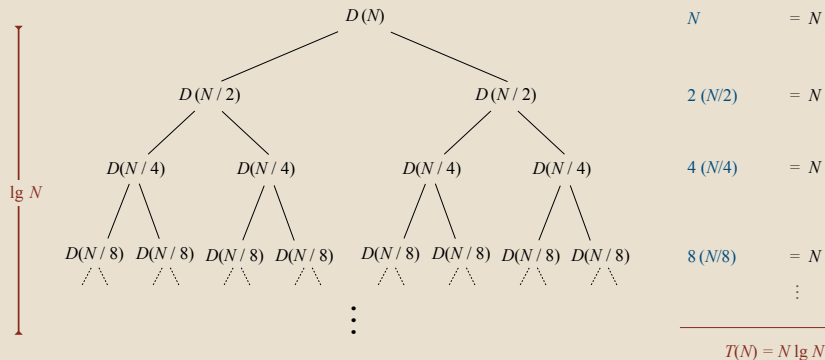 D(N) N = N
D(N / 2) D(N / 2) 2 (N/2) = N
D(N / 4) D(N / 4) D(N / 4) D(N / 4) 4 (N/4) = N
lg N
D(N / 8) D(N / 8) D(N / 8) D(N / 8) D(N / 8) D(N / 8) D(N / 8) D(N / 8) 8 (N/8) = N
⋮ ⋮
T(N) = N lg N